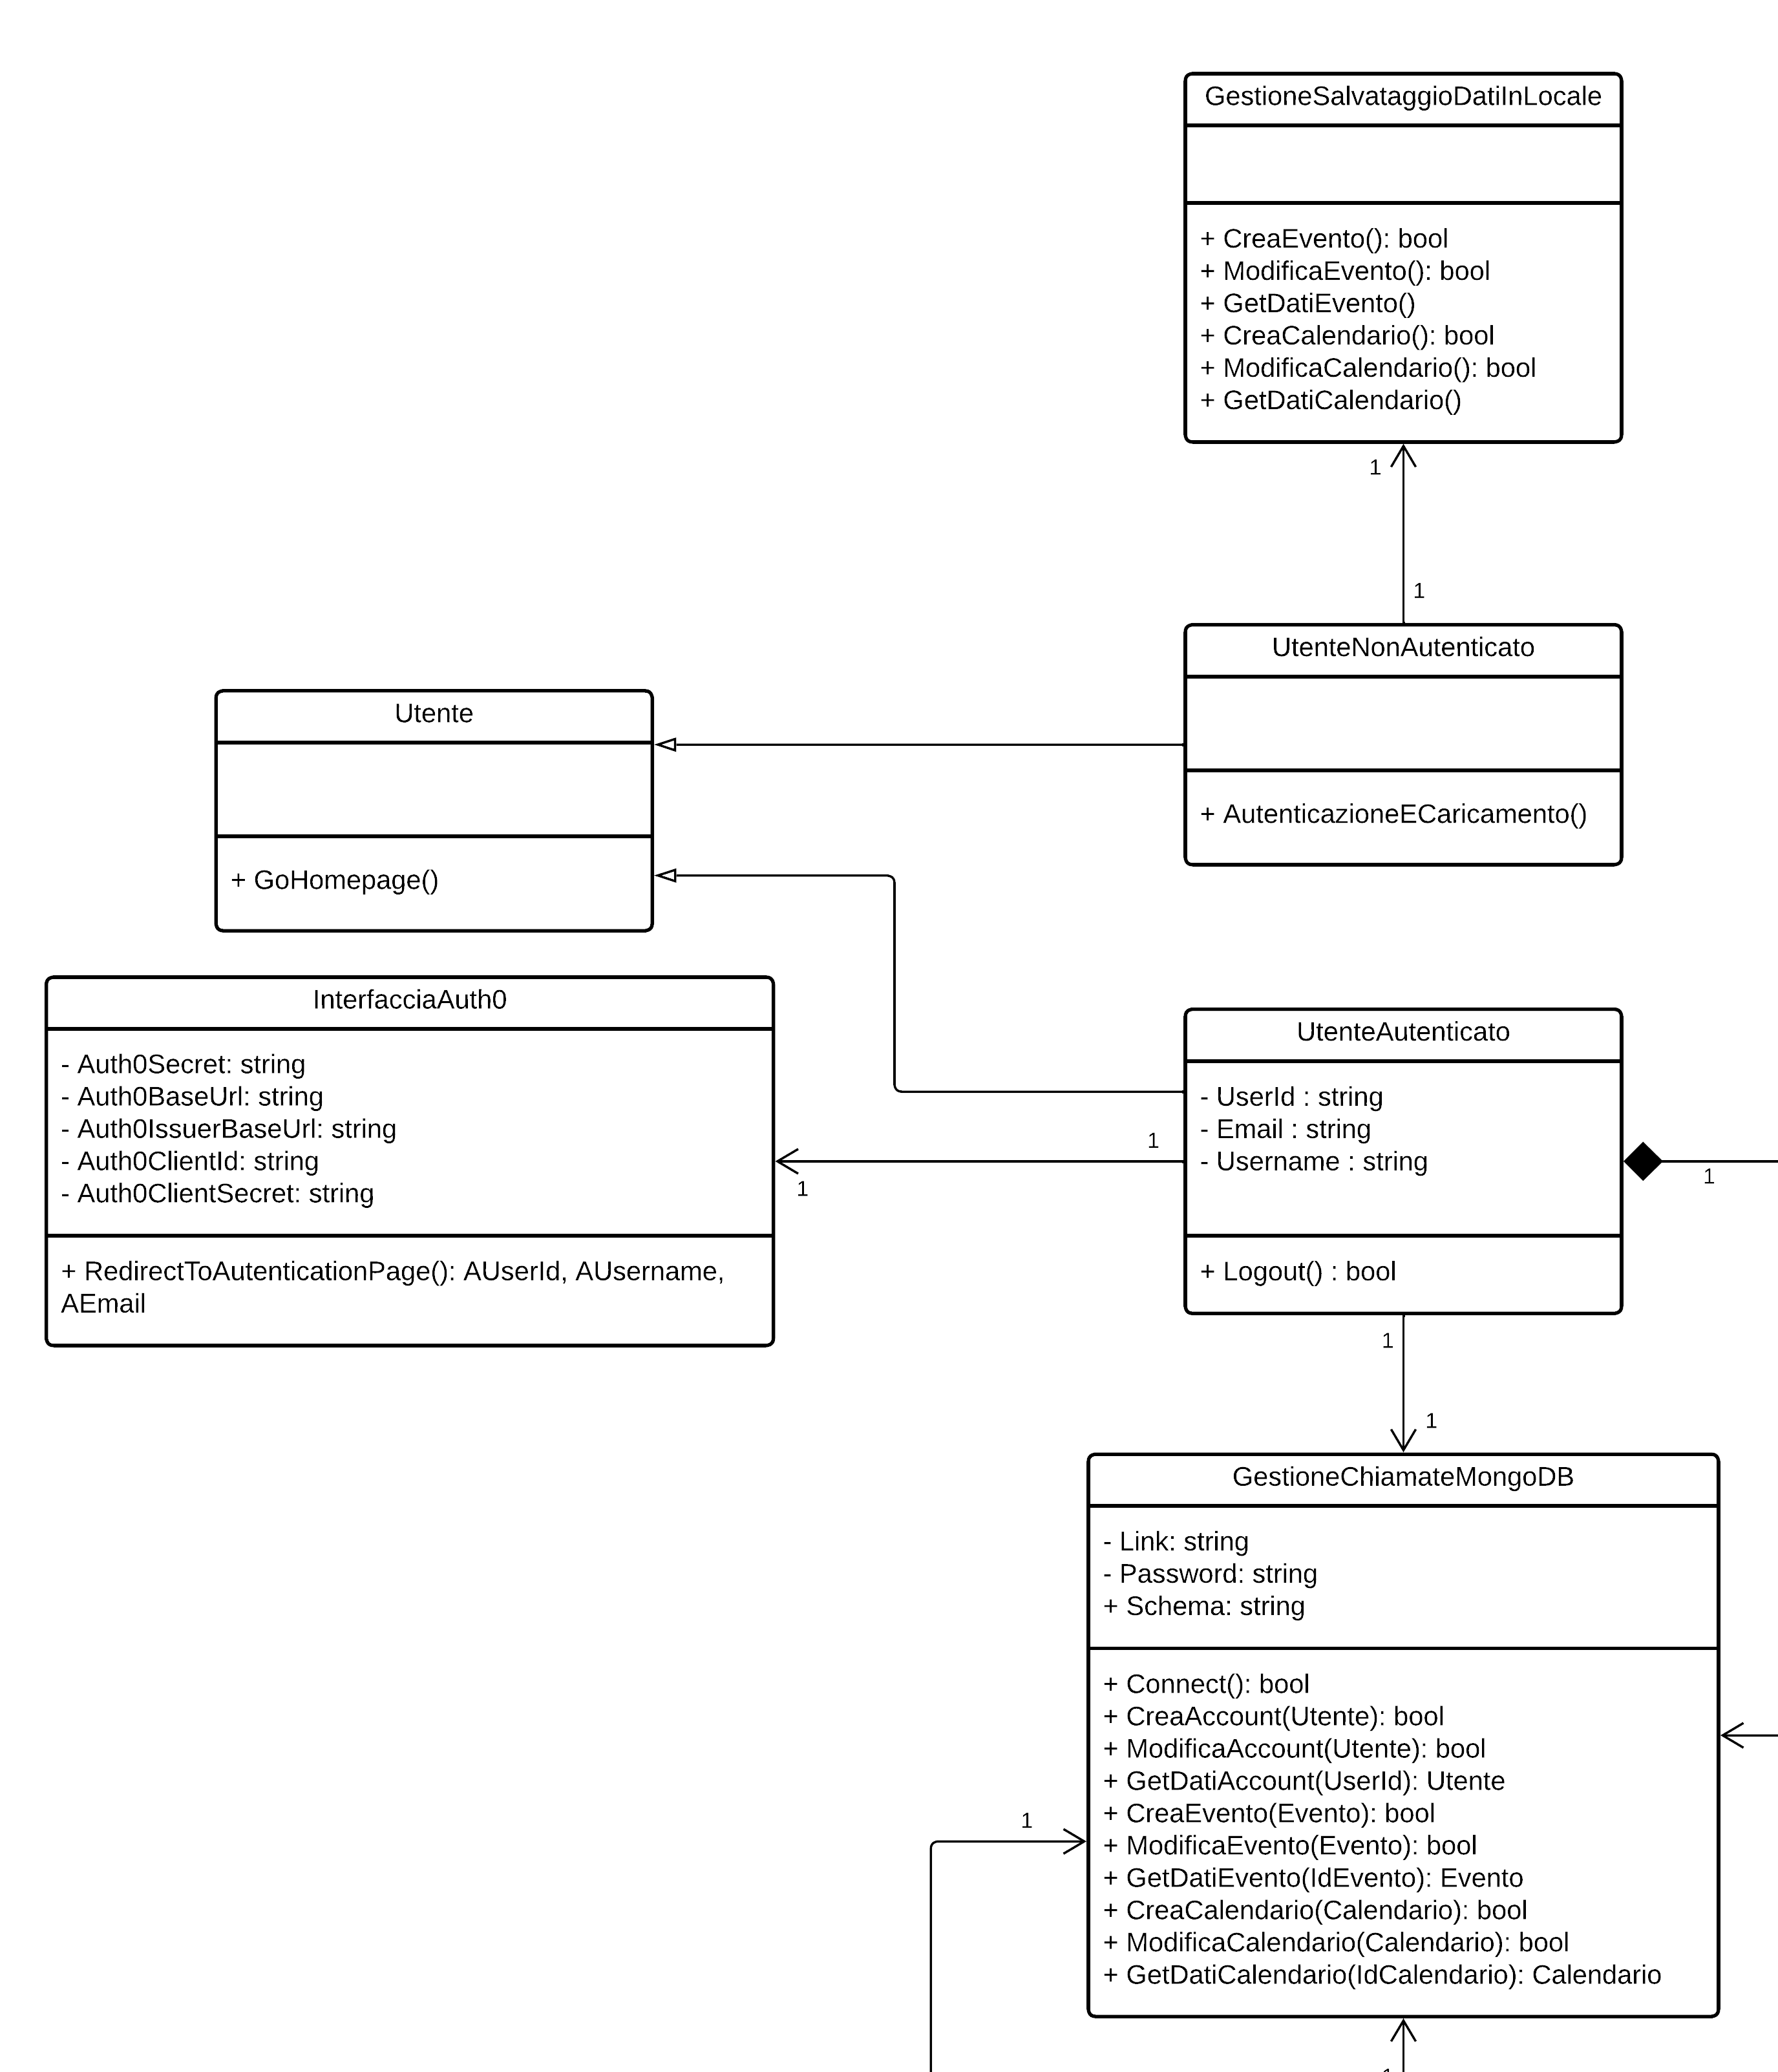 GestioneSalvataggioDatiInLocale
+ CreaEvento(): bool
+ ModificaEvento(): bool
+ GetDatiEvento()
+ CreaCalendario(): bool
+ ModificaCalendario(): bool
+ GetDatiCalendario()
1
1
UtenteNonAutenticato
+ AutenticazioneECaricamento()
Utente
+ GoHomepage()
InterfacciaAuth0
- Auth0Secret: string
- Auth0BaseUrl: string
- Auth0IssuerBaseUrl: string
- Auth0ClientId: string
- Auth0ClientSecret: string
+ RedirectToAutenticationPage(): AUserId, AUsername,
AEmail
1
1
UtenteAutenticato
- UserId : string
- Email : string
- Username : string
+ Logout() : bool
1
1
1
GestioneChiamateMongoDB
- Link: string
- Password: string
+ Schema: string
+ Connect(): bool
+ CreaAccount(Utente): bool
+ ModificaAccount(Utente): bool
+ GetDatiAccount(UserId): Utente
+ CreaEvento(Evento): bool
+ ModificaEvento(Evento): bool
+ GetDatiEvento(IdEvento): Evento
+ CreaCalendario(Calendario): bool
+ ModificaCalendario(Calendario): bool
+ GetDatiCalendario(IdCalendario): Calendario
1